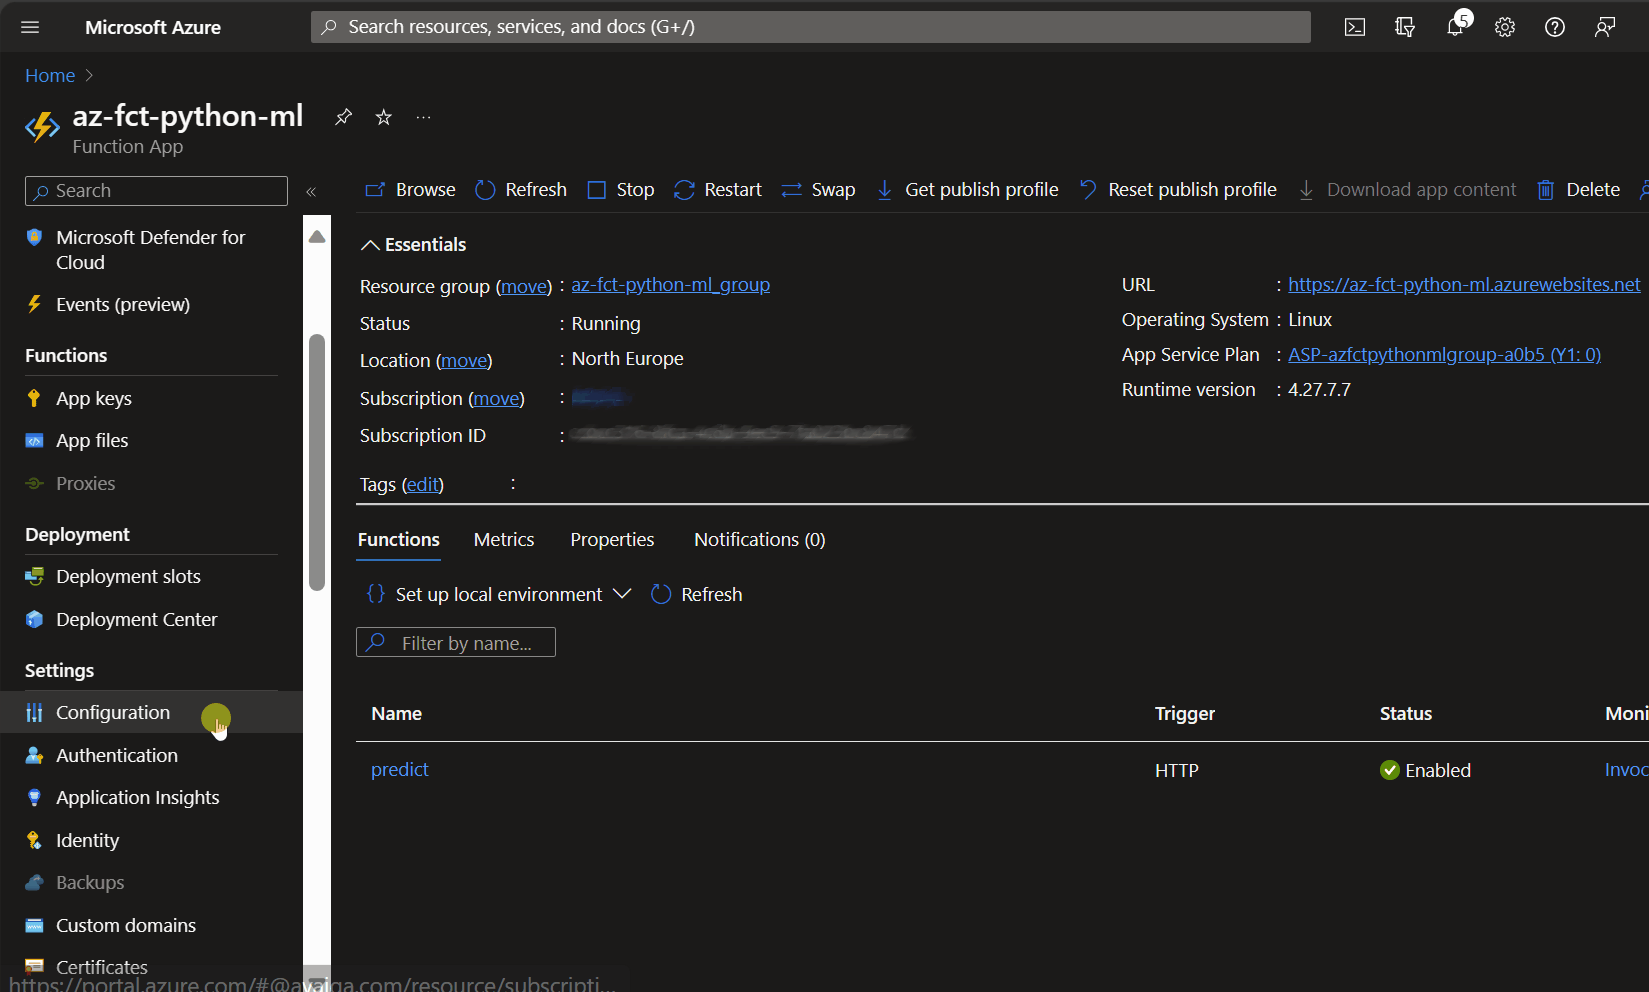 Microsoft Azure
Search resources, services, and docs (G+/)
5
Home
az-fct-python-ml
Function App
Search
Browse
Refresh
Stop
Restart
Swap
Get publish profile
Reset publish profile
Download app content
Delete
Microsoft Defender for
Cloud
Events (preview)
Functions
App keys
App files
Proxies
Deployment
Deployment slots
Deployment Center
Settings
Configuration
Authentication
Application Insights
Identity
Backups
Custom domains
Certificates
Essentials
Resource group (move) : az-fct-python-ml_group
Status : Running
Location (move) : North Europe
Subscription (move) :
Subscription ID :
Tags (edit) :
URL : https://az-fct-python-ml.azurewebsites.net
Operating System : Linux
App Service Plan : ASP-azfctpythonmlgroup-a0b5 (Y1: 0)
Runtime version : 4.27.7.7
Functions
Metrics
Properties
Notifications (0)
Set up local environment
Refresh
Filter by name...
Name Trigger Status Moni
predict HTTP Enabled Invoc
https://portal.azure.com/#@avaiga.com/resource/subscripti...